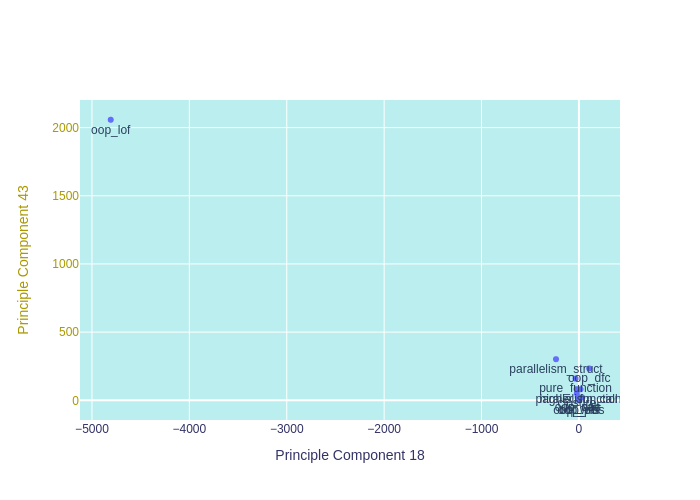 2000
oop_lof
1500
1000
500
0
parallelism_struct
oop_dfc
pure_function
−5000
−4000
−3000
−2000
−1000
0
Principle Component 18
Principle Component 43